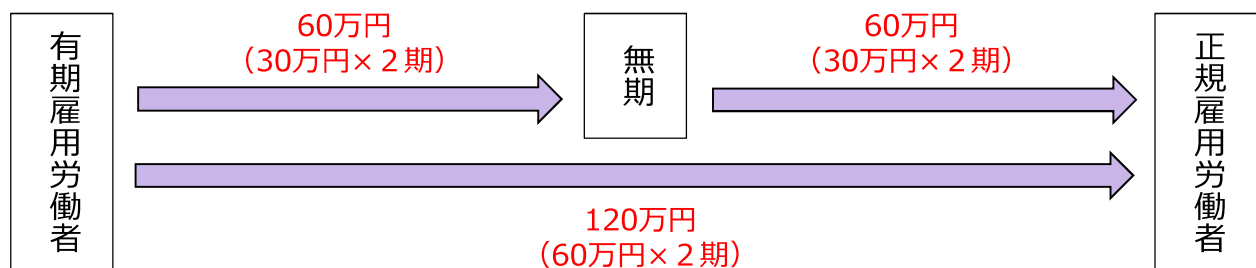 有期雇用労働者
60万円
（30万円×２期）
無期
60万円
（30万円×２期）
正規雇用労働者
120万円
（60万円×２期）